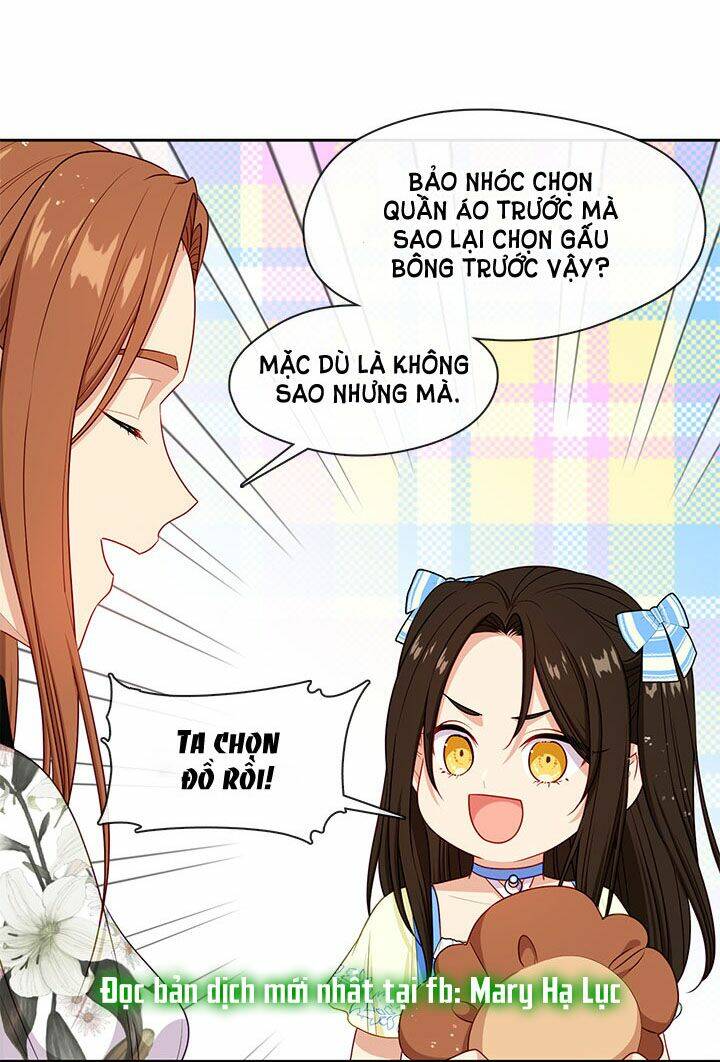 BẢO NHÓC CHỌN
QUẦN ÁO TRƯỚC MÀ
SAO LẠI CHỌN GẤU
BÔNG TRƯỚC VẬY?
MẶC DÙ LÀ KHÔNG
SAO NHƯNG MÀ.
TA CHỌN
ĐỒ RỒI!
Đọc bản dịch mới nhất tại fb: Mary Hạ Lục